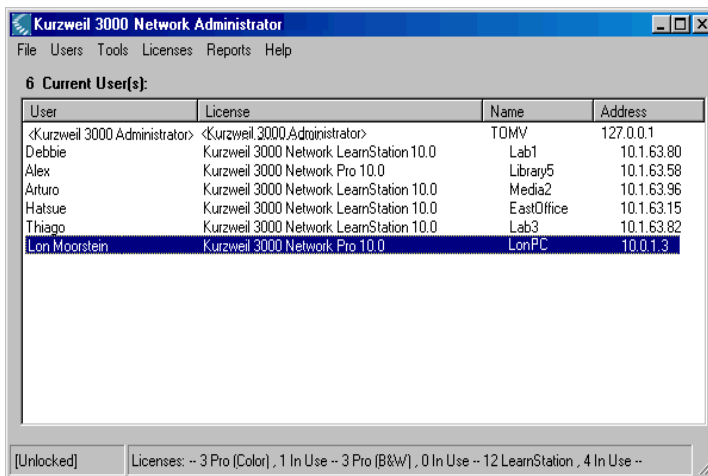 Kurzweil 3000 Network Administrator
File Users Tools Licenses Reports Help
6 Current User(s):
User License Name Address
<Kurzweil 3000 Administrator> <Kurzweil 3000 Administrator> TOMV 127.0.0.1
Debbie Kurzweil 3000 Network LearnStation 10.0 Lab1 10.1.63.80
Alex Kurzweil 3000 Network Pro 10.0 Library5 10.1.63.58
Arturo Kurzweil 3000 Network LearnStation 10.0 Media2 10.1.63.96
Hatsue Kurzweil 3000 Network LearnStation 10.0 EastOffice 10.1.63.15
Thiago Kurzweil 3000 Network LearnStation 10.0 Lab3 10.1.63.82
Lon Moorstein Kurzweil 3000 Network Pro 10.0 LonPC 10.0.1.3
[Unlocked] Licenses: -- 3 Pro (Color) , 1 In Use -- 3 Pro (B&W) , 0 In Use -- 12 LearnStation , 4 In Use --